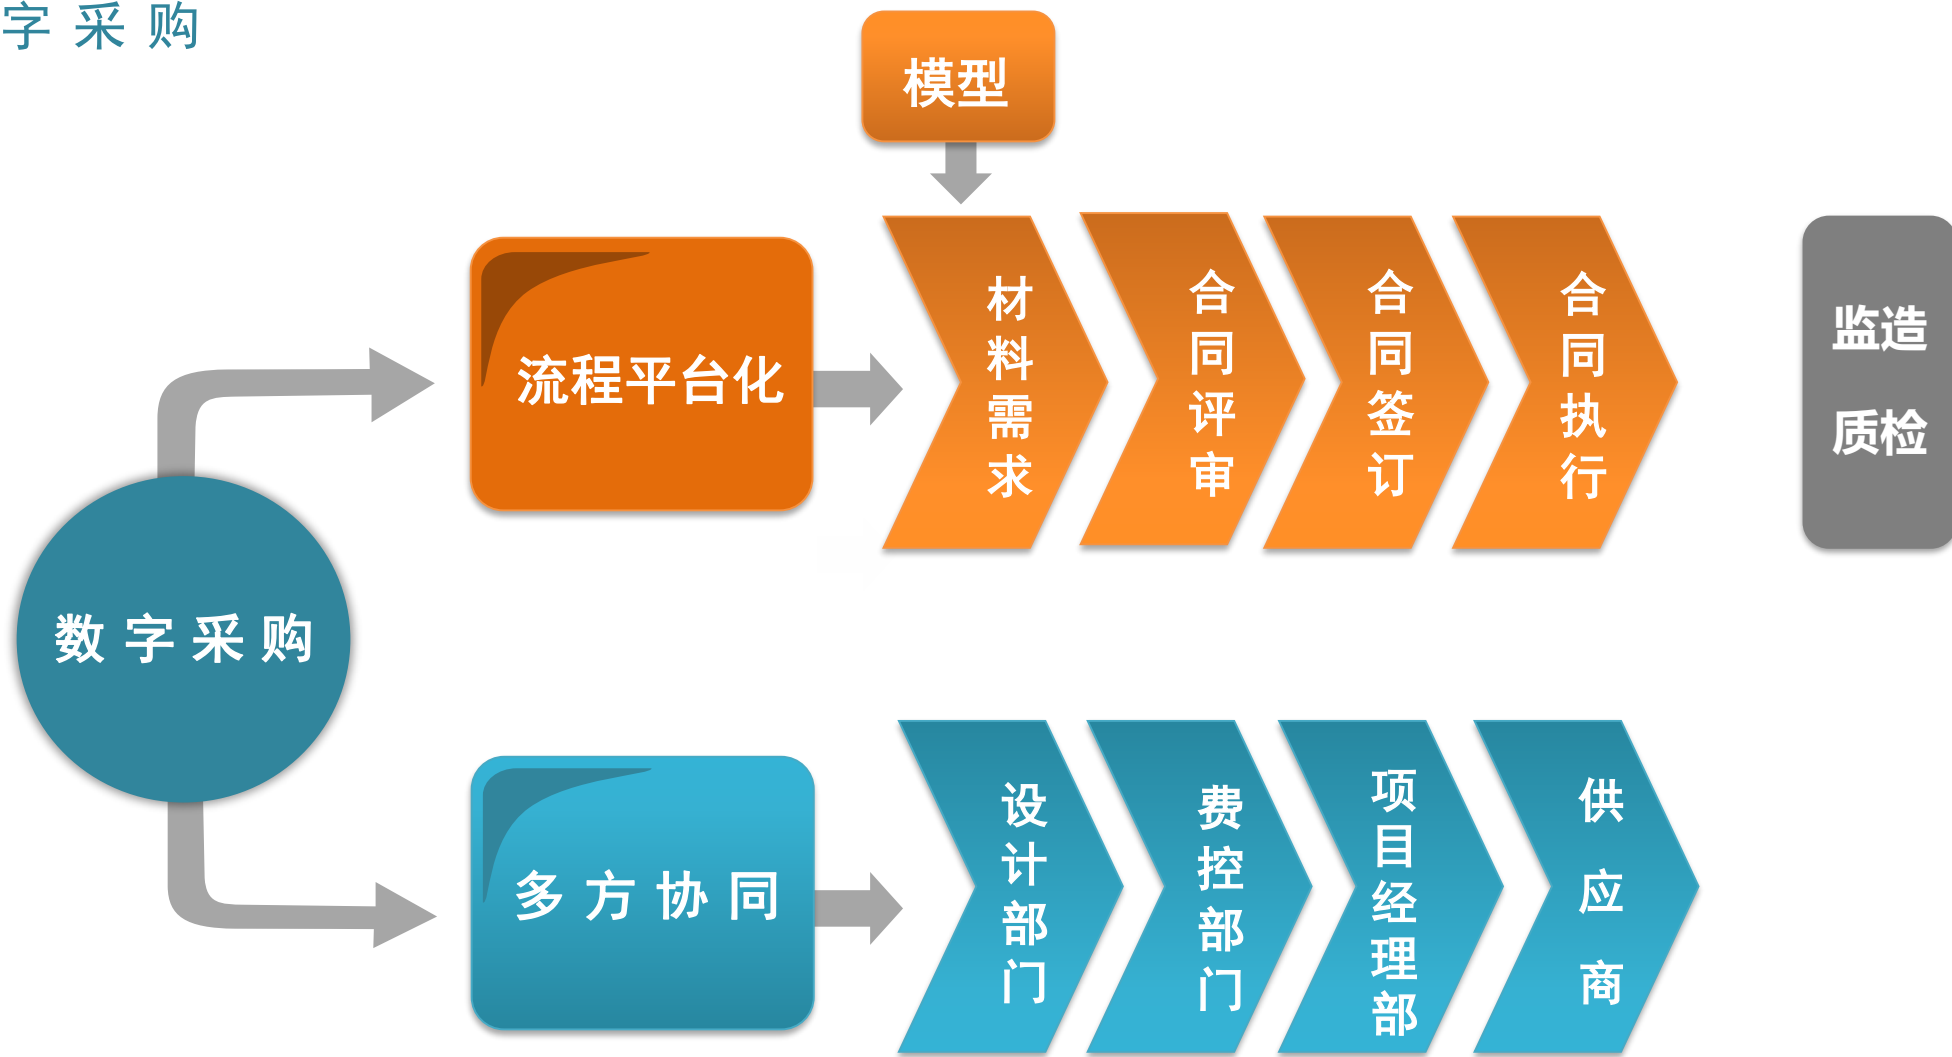 字采购
模型
流程平台化
材料需求
合同评审
合同签订
合同执行
监造
质检
数字采购
多方协同
设计部门
费控部门
项目经理部
供应商